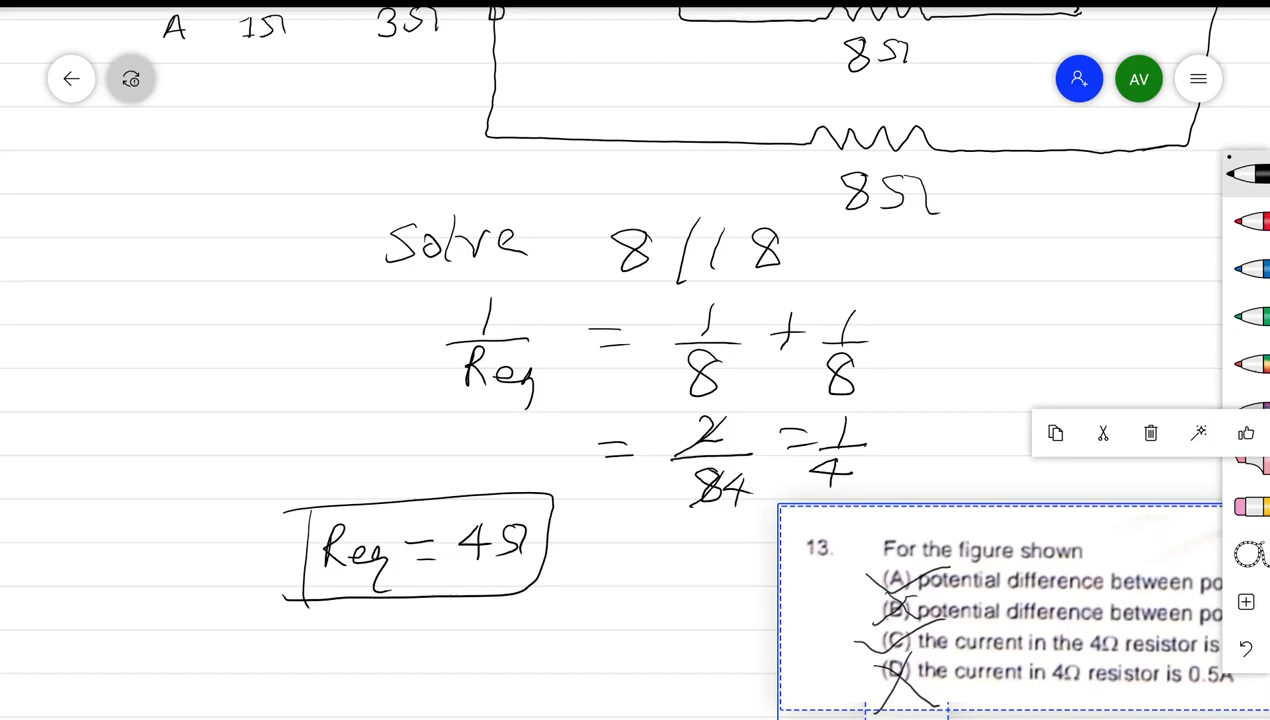 A 1Ω 3Ω
8Ω
AV
8Ω
Solve 8 || 8
1/Req = 1/8 + 1/8
= 2/84 = 1/4
Req = 4Ω
13. For the figure shown
(A) potential difference between po
(B) potential difference between po
(C) the current in the 4Ω resistor is
(D) the current in 4Ω resistor is 0.5A